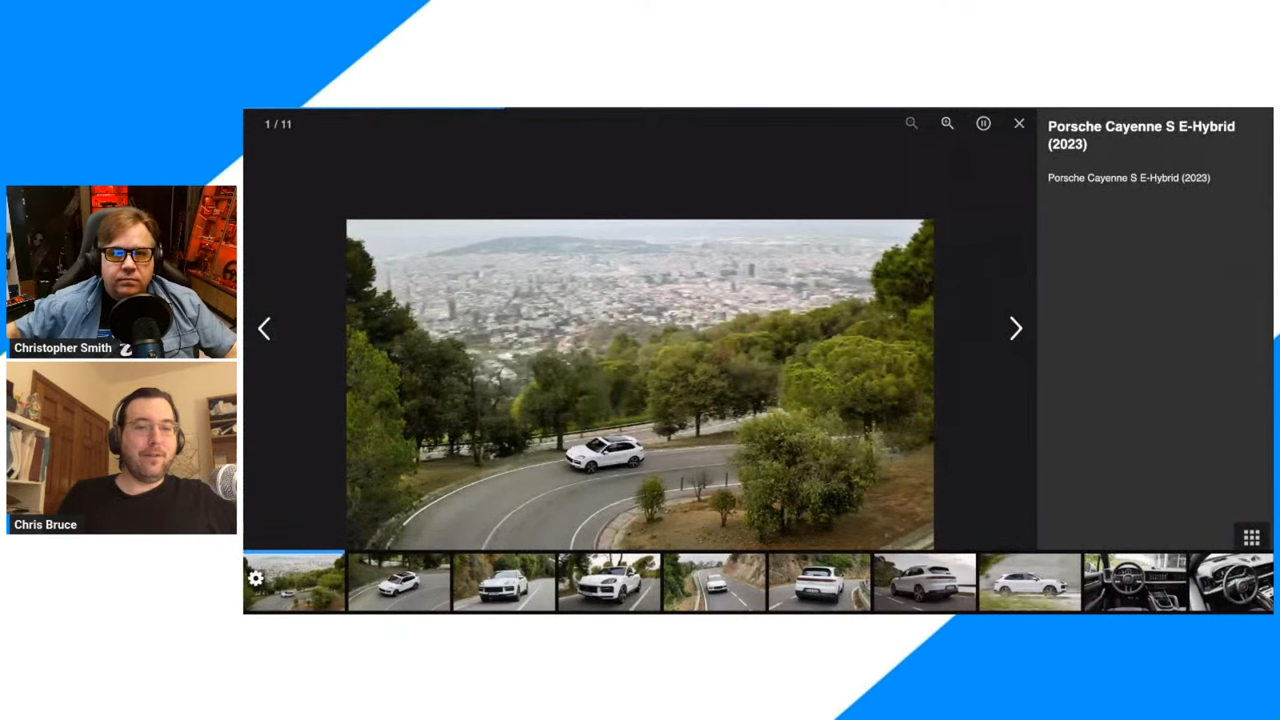 1 / 11
Porsche Cayenne S E-Hybrid
(2023)
Porsche Cayenne S E-Hybrid (2023)
Christopher Smith
Chris Bruce